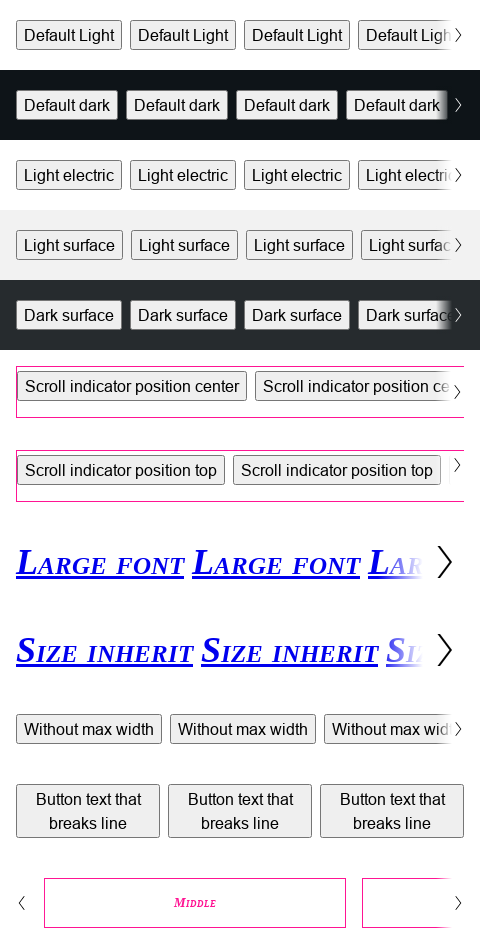 Default Light Default Light Default Light Default Ligh
Default dark Default dark Default dark Default dark
Light electric Light electric Light electric Light electric
Light surface Light surface Light surface Light surfac
Dark surface Dark surface Dark surface Dark surface
Scroll indicator position center Scroll indicator position ce
Scroll indicator position top Scroll indicator position top
Large font Large font Lar
Size inherit Size inherit Siz
Without max width Without max width Without max widt
Button text that Button text that Button text that
breaks line breaks line breaks line
Middle